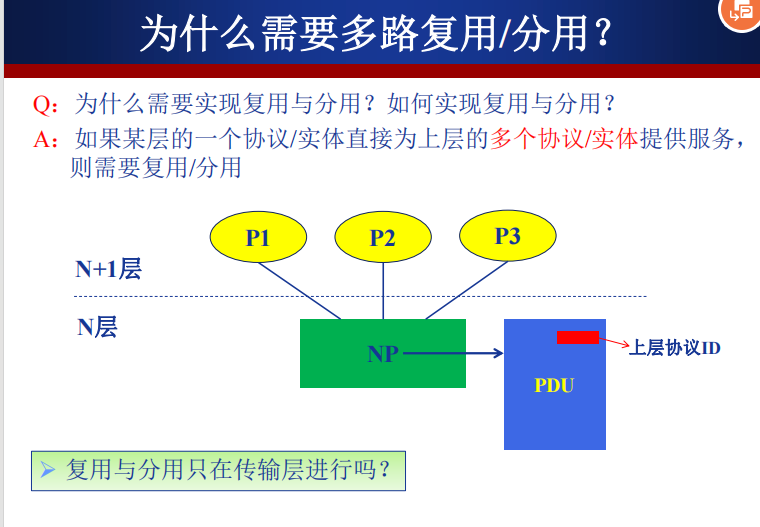 为什么需要多路复用/分用？
Q：为什么需要实现复用与分用？如何实现复用与分用？
A：如果某层的一个协议/实体直接为上层的多个协议/实体提供服务，
则需要复用/分用
P1
P2
P3
N+1层
N层
NP
上层协议ID
PDU
复用与分用只在传输层进行吗？